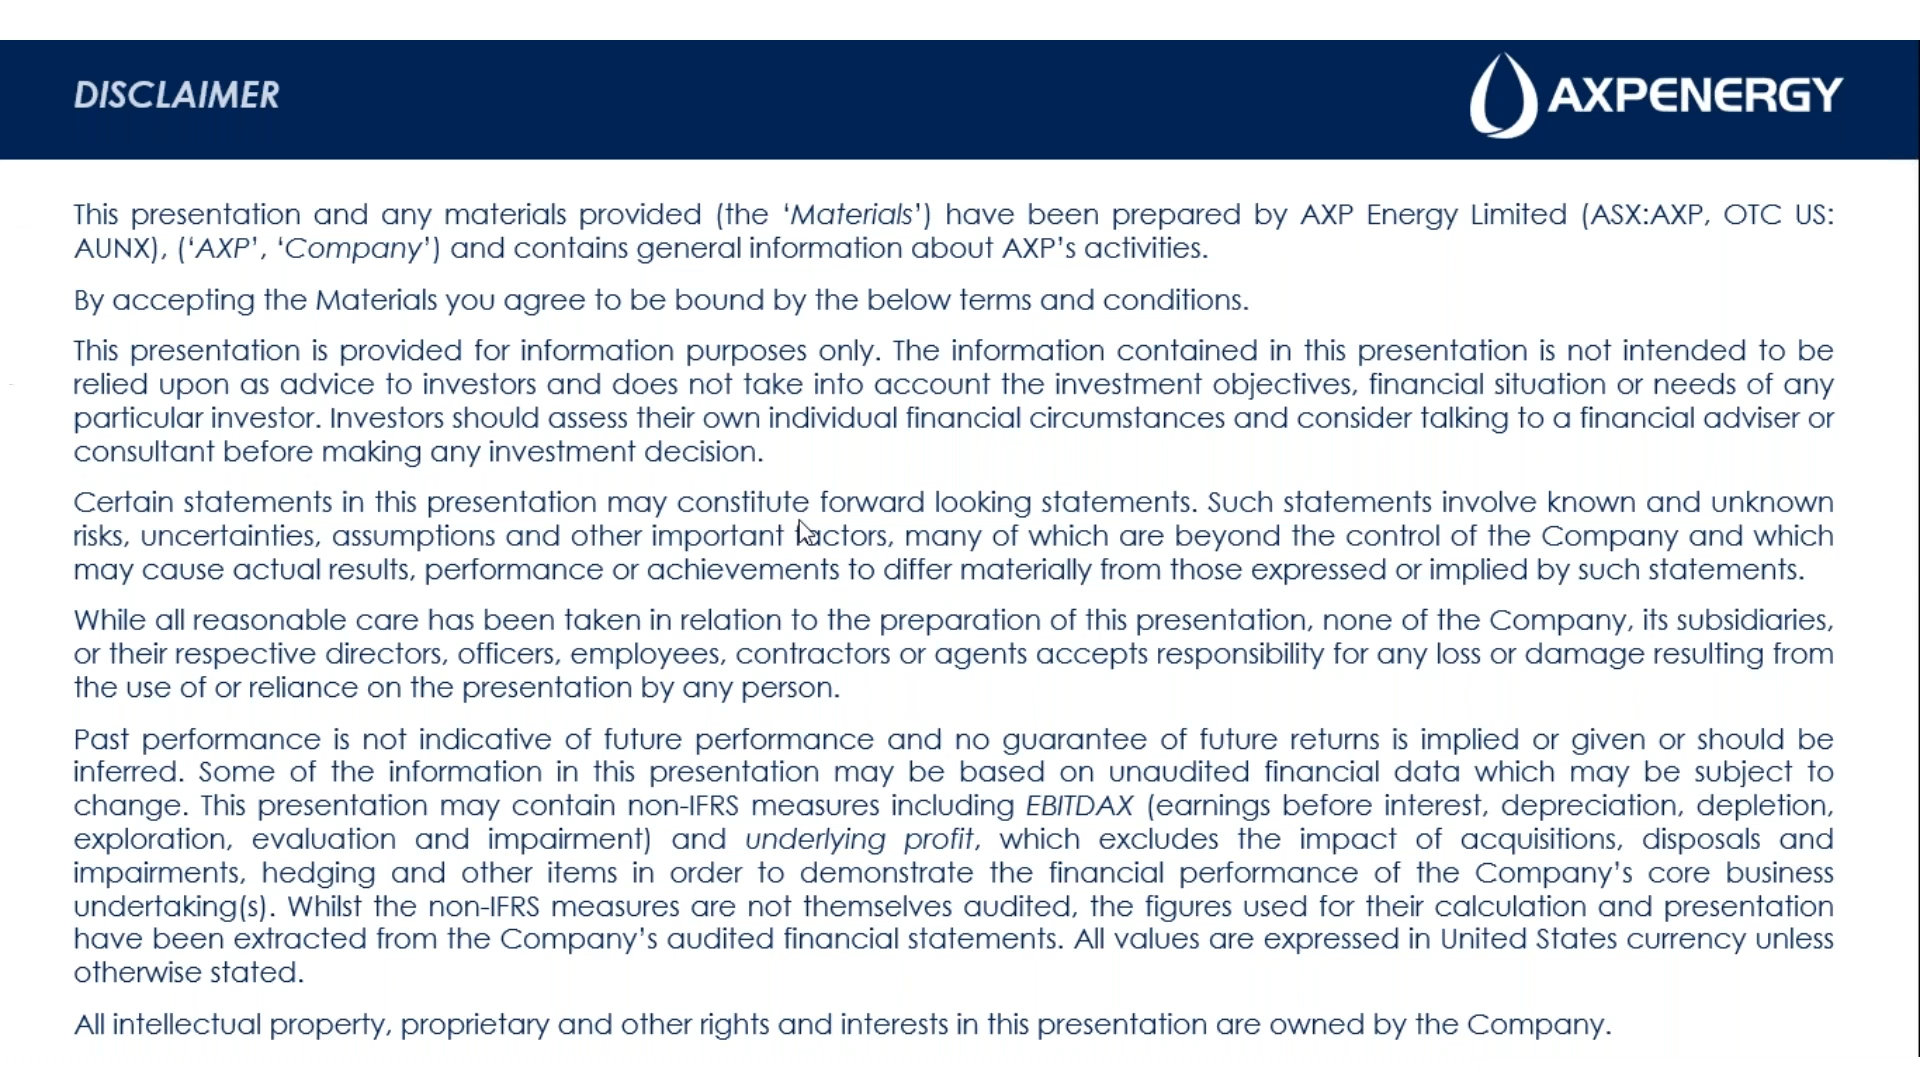 DISCLAIMER
AXPENERGY
This presentation and any materials provided (the ‘Materials’) have been prepared by AXP Energy Limited (ASX:AXP, OTC US:
AUNX), (‘AXP’, ‘Company’) and contains general information about AXP’s activities.
By accepting the Materials you agree to be bound by the below terms and conditions.
This presentation is provided for information purposes only. The information contained in this presentation is not intended to be
relied upon as advice to investors and does not take into account the investment objectives, financial situation or needs of any
particular investor. Investors should assess their own individual financial circumstances and consider talking to a financial adviser or
consultant before making any investment decision.
Certain statements in this presentation may constitute forward looking statements. Such statements involve known and unknown
risks, uncertainties, assumptions and other important factors, many of which are beyond the control of the Company and which
may cause actual results, performance or achievements to differ materially from those expressed or implied by such statements.
While all reasonable care has been taken in relation to the preparation of this presentation, none of the Company, its subsidiaries,
or their respective directors, officers, employees, contractors or agents accepts responsibility for any loss or damage resulting from
the use of or reliance on the presentation by any person.
Past performance is not indicative of future performance and no guarantee of future returns is implied or given or should be
inferred. Some of the information in this presentation may be based on unaudited financial data which may be subject to
change. This presentation may contain non-IFRS measures including EBITDAX (earnings before interest, depreciation, depletion,
exploration, evaluation and impairment) and underlying profit, which excludes the impact of acquisitions, disposals and
impairments, hedging and other items in order to demonstrate the financial performance of the Company’s core business
undertaking(s). Whilst the non-IFRS measures are not themselves audited, the figures used for their calculation and presentation
have been extracted from the Company’s audited financial statements. All values are expressed in United States currency unless
otherwise stated.
All intellectual property, proprietary and other rights and interests in this presentation are owned by the Company.